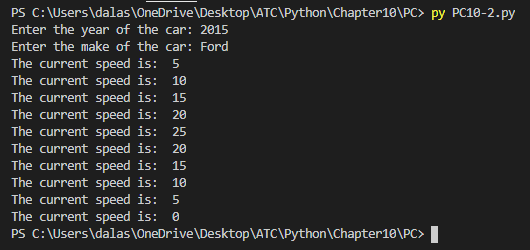 PS C:\Users\dalas\OneDrive\Desktop\ATC\Python\Chapter10\PC> py PC10-2.py
Enter the year of the car: 2015
Enter the make of the car: Ford
The current speed is:  5
The current speed is:  10
The current speed is:  15
The current speed is:  20
The current speed is:  25
The current speed is:  20
The current speed is:  15
The current speed is:  10
The current speed is:  5
The current speed is:  0
PS C:\Users\dalas\OneDrive\Desktop\ATC\Python\Chapter10\PC>